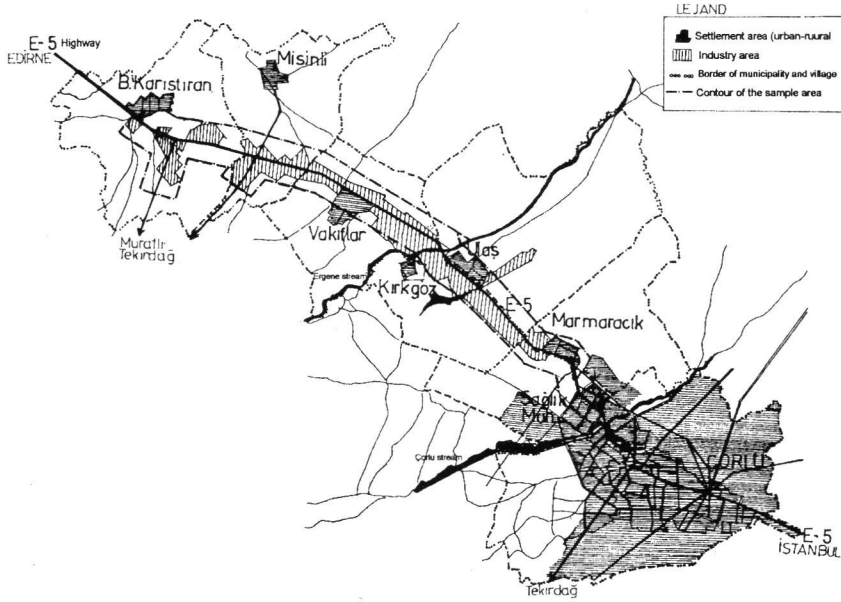 LEJAND
Settlement area (urban-ruural
Industry area
Border of municipality and village
Contour of the sample area
E-5 Highway
EDİRNE
B.Karıstıran
Misinli
Muratlı
Tekirdağ
Vakıflar
Ulaş
Ergene stream
Kırkgöz
E-5
Marmaracık
Sağlık
Mah.
Çorlu stream
ÇORLU
E-5
İSTANBUL
Tekirdağ